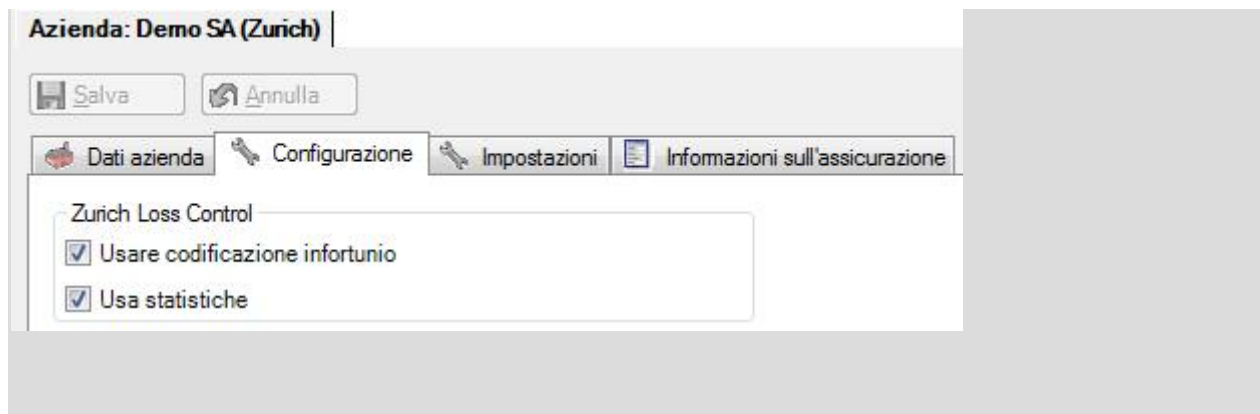 Azienda: Demo SA (Zurich)
Salva Annulla
Dati azienda Configurazione Impostazioni Informazioni sull'assicurazione
Zurich Loss Control
Usare codificazione infortunio
Usa statistiche